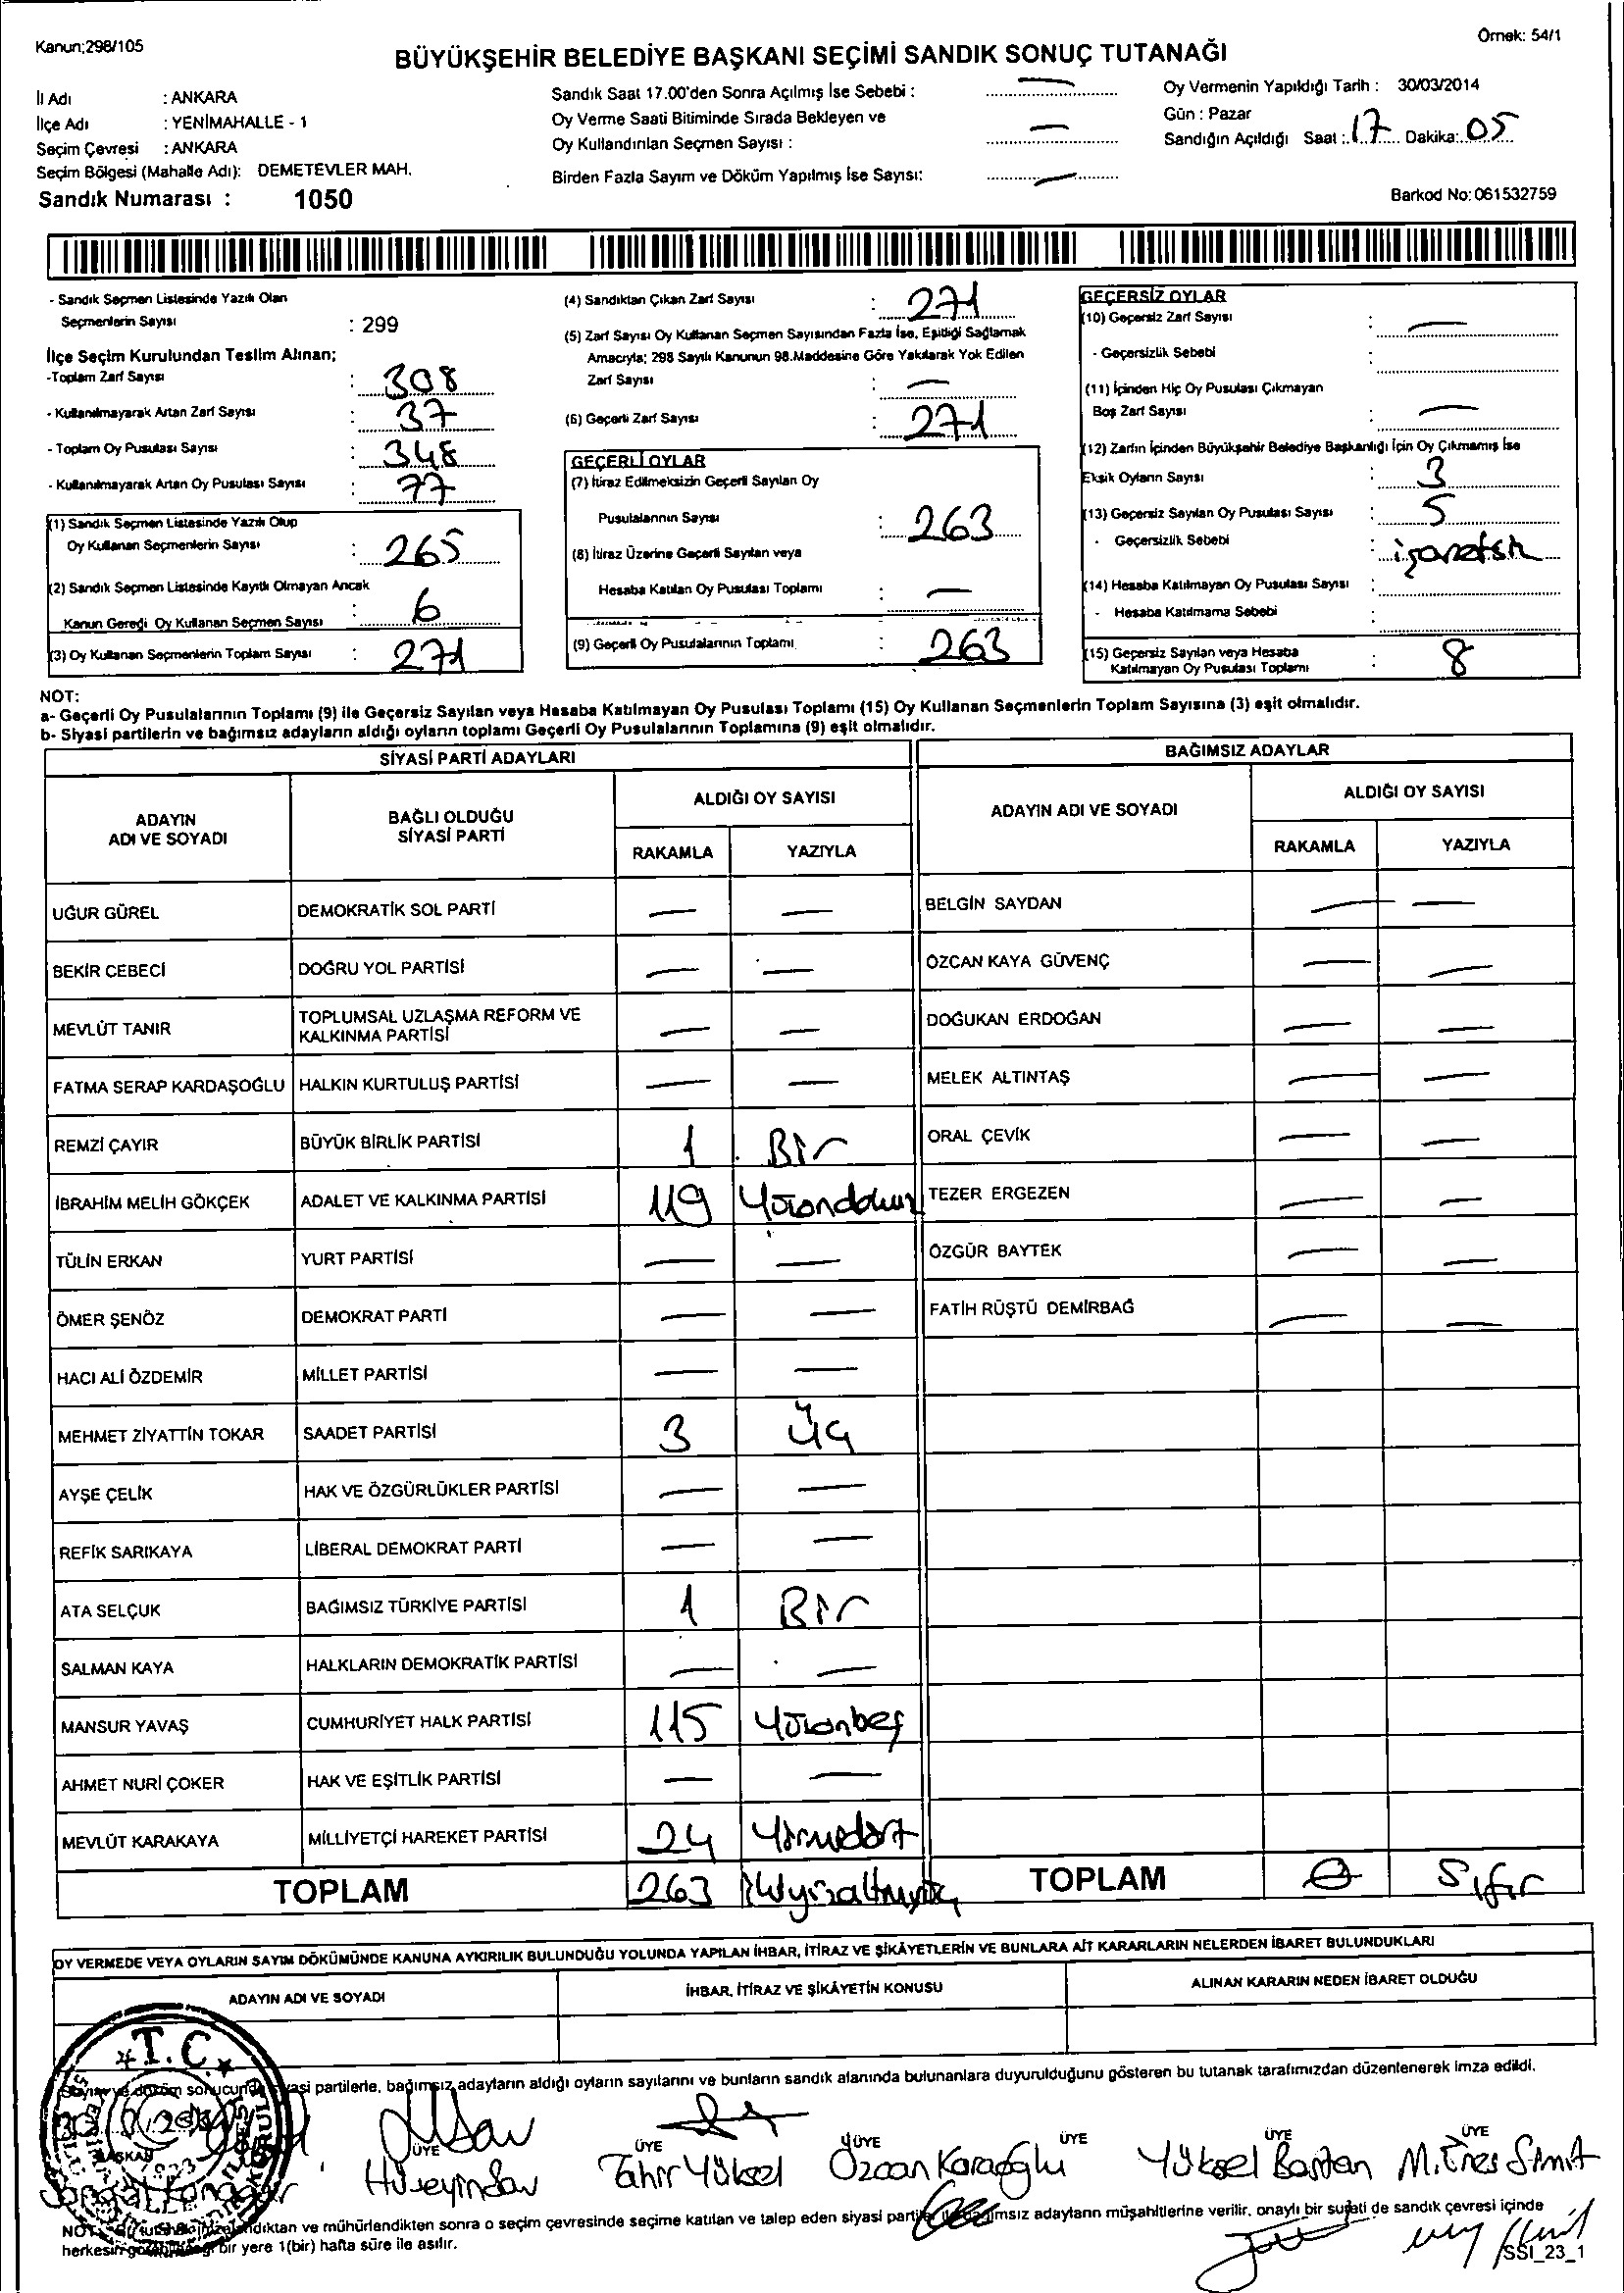 Kanun;298/105
Örnek: 54/1
BÜYÜKŞEHİR BELEDİYE BAŞKANI SEÇİMİ SANDIK SONUÇ TUTANAĞI
İl Adı : ANKARA
İlçe Adı : YENİMAHALLE - 1
Seçim Çevresi : ANKARA
Seçim Bölgesi (Mahalle Adı): DEMETEVLER MAH.
Sandık Numarası : 1050
Sandık Saat 17.00'den Sonra Açılmış İse Sebebi : —
Oy Verme Saati Bitiminde Sırada Bekleyen ve
Oy Kullandırılan Seçmen Sayısı : —
Birden Fazla Sayım ve Döküm Yapılmış İse Sayısı: —
Oy Vermenin Yapıldığı Tarih : 30/03/2014
Gün : Pazar
Sandığın Açıldığı Saat : 17 Dakika: 05
Barkod No: 061532759
- Sandık Seçmen Listesinde Yazılı Olan
Seçmenlerin Sayısı : 299
İlçe Seçim Kurulundan Teslim Alınan;
-Toplam Zarf Sayısı : 308
- Kullanılmayarak Artan Zarf Sayısı : 37
- Toplam Oy Pusulası Sayısı : 348
- Kullanılmayarak Artan Oy Pusulası Sayısı : 77
(1) Sandık Seçmen Listesinde Yazılı Olup
Oy Kullanan Seçmenlerin Sayısı : 265
(2) Sandık Seçmen Listesinde Kayıtlı Olmayan Ancak
Kanun Gereği Oy Kullanan Seçmen Sayısı : 6
(3) Oy Kullanan Seçmenlerin Toplam Sayısı : 271
(4) Sandıktan Çıkan Zarf Sayısı : 271
(5) Zarf Sayısı Oy Kullanan Seçmen Sayısından Fazla İse, Eşitliği Sağlamak
Amacıyla; 298 Sayılı Kanunun 98.Maddesine Göre Yakılarak Yok Edilen
Zarf Sayısı : —
(6) Geçerli Zarf Sayısı : 271
GEÇERLİ OYLAR
(7) İtiraz Edilmeksizin Geçerli Sayılan Oy
Pusulalarının Sayısı : 263
(8) İtiraz Üzerine Geçerli Sayılan veya
Hesaba Katılan Oy Pusulası Toplamı : —
(9) Geçerli Oy Pusulalarının Toplamı : 263
GEÇERSİZ OYLAR
(10) Geçersiz Zarf Sayısı : —
- Geçersizlik Sebebi :
(11) İçinden Hiç Oy Pusulası Çıkmayan
Boş Zarf Sayısı : —
(12) Zarfın İçinden Büyükşehir Belediye Başkanlığı İçin Oy Çıkmamış İse
Eksik Oyların Sayısı : 3
(13) Geçersiz Sayılan Oy Pusulası Sayısı : 5
- Geçersizlik Sebebi : işaretsiz
(14) Hesaba Katılmayan Oy Pusulası Sayısı :
- Hesaba Katılmama Sebebi :
(15) Geçersiz Sayılan veya Hesaba
Katılmayan Oy Pusulası Toplamı : 8
NOT:
a- Geçerli Oy Pusulalarının Toplamı (9) ile Geçersiz Sayılan veya Hesaba Katılmayan Oy Pusulası Toplamı (15) Oy Kullanan Seçmenlerin Toplam Sayısına (3) eşit olmalıdır.
b- Siyasi partilerin ve bağımsız adayların aldığı oyların toplamı Geçerli Oy Pusulalarının Toplamına (9) eşit olmalıdır.
SİYASİ PARTİ ADAYLARI
ADAYIN
ADI VE SOYADI
BAĞLI OLDUĞU
SİYASİ PARTİ
ALDIĞI OY SAYISI
RAKAMLA YAZIYLA
UĞUR GÜREL DEMOKRATİK SOL PARTİ — —
BEKİR CEBECİ DOĞRU YOL PARTİSİ — —
MEVLÜT TANIR TOPLUMSAL UZLAŞMA REFORM VE
KALKINMA PARTİSİ — —
FATMA SERAP KARDAŞOĞLU HALKIN KURTULUŞ PARTİSİ — —
REMZİ ÇAYIR BÜYÜK BİRLİK PARTİSİ 1 Bir
İBRAHİM MELİH GÖKÇEK ADALET VE KALKINMA PARTİSİ 119 Yüzondokuz
TÜLİN ERKAN YURT PARTİSİ — —
ÖMER ŞENÖZ DEMOKRAT PARTİ — —
HACI ALİ ÖZDEMİR MİLLET PARTİSİ — —
MEHMET ZİYATTİN TOKAR SAADET PARTİSİ 3 Üç
AYŞE ÇELİK HAK VE ÖZGÜRLÜKLER PARTİSİ — —
REFİK SARIKAYA LİBERAL DEMOKRAT PARTİ — —
ATA SELÇUK BAĞIMSIZ TÜRKİYE PARTİSİ 1 Bir
SALMAN KAYA HALKLARIN DEMOKRATİK PARTİSİ — —
MANSUR YAVAŞ CUMHURİYET HALK PARTİSİ 115 Yüzonbeş
AHMET NURİ ÇOKER HAK VE EŞİTLİK PARTİSİ — —
MEVLÜT KARAKAYA MİLLİYETÇİ HAREKET PARTİSİ 24 Yirmidört
TOPLAM 263 İkiyüzaltmışüç
BAĞIMSIZ ADAYLAR
ADAYIN ADI VE SOYADI
ALDIĞI OY SAYISI
RAKAMLA YAZIYLA
BELGİN SAYDAN — —
ÖZCAN KAYA GÜVENÇ — —
DOĞUKAN ERDOĞAN — —
MELEK ALTINTAŞ — —
ORAL ÇEVİK — —
TEZER ERGEZEN — —
ÖZGÜR BAYTEK — —
FATİH RÜŞTÜ DEMİRBAĞ — —
TOPLAM 0 Sıfır
OY VERMEDE VEYA OYLARIN SAYIM DÖKÜMÜNDE KANUNA AYKIRILIK BULUNDUĞU YOLUNDA YAPILAN İHBAR, İTİRAZ VE ŞİKÂYETLERİN VE BUNLARA AİT KARARLARIN NELERDEN İBARET BULUNDUKLARI
ADAYIN ADI VE SOYADI İHBAR, İTİRAZ VE ŞİKÂYETİN KONUSU ALINAN KARARIN NEDEN İBARET OLDUĞU
T.C.
Sayım ve döküm sonucunda siyasi partilerle, bağımsız adayların aldığı oyların sayılarını ve bunların sandık alanında bulunanlara duyurulduğunu gösteren bu tutanak tarafımızdan düzenlenerek imza edildi.
BAŞKAN ÜYE ÜYE ÜYE ÜYE ÜYE ÜYE
Hüseyin Sav Tahir Yüksel Özcan Karaoğlu Yüksel Bastan M. Enes Simit
NOT: Bu tutanak imzalandıktan ve mühürlendikten sonra o seçim çevresinde seçime katılan ve talep eden siyasi partiler ile bağımsız adayların müşahitlerine verilir, onaylı bir sureti de sandık çevresi içinde
herkesin görebileceği bir yere 1(bir) hafta süre ile asılır.
SSI_23_1